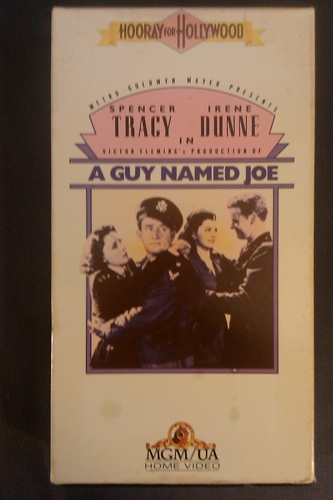 HOORAY FOR HOLLYWOOD
METRO GOLDWYN MAYER PRESENTS
SPENCER IRENE
TRACY DUNNE
IN
VICTOR FLEMING'S PRODUCTION OF
A GUY NAMED JOE
MGM/UA
HOME VIDEO